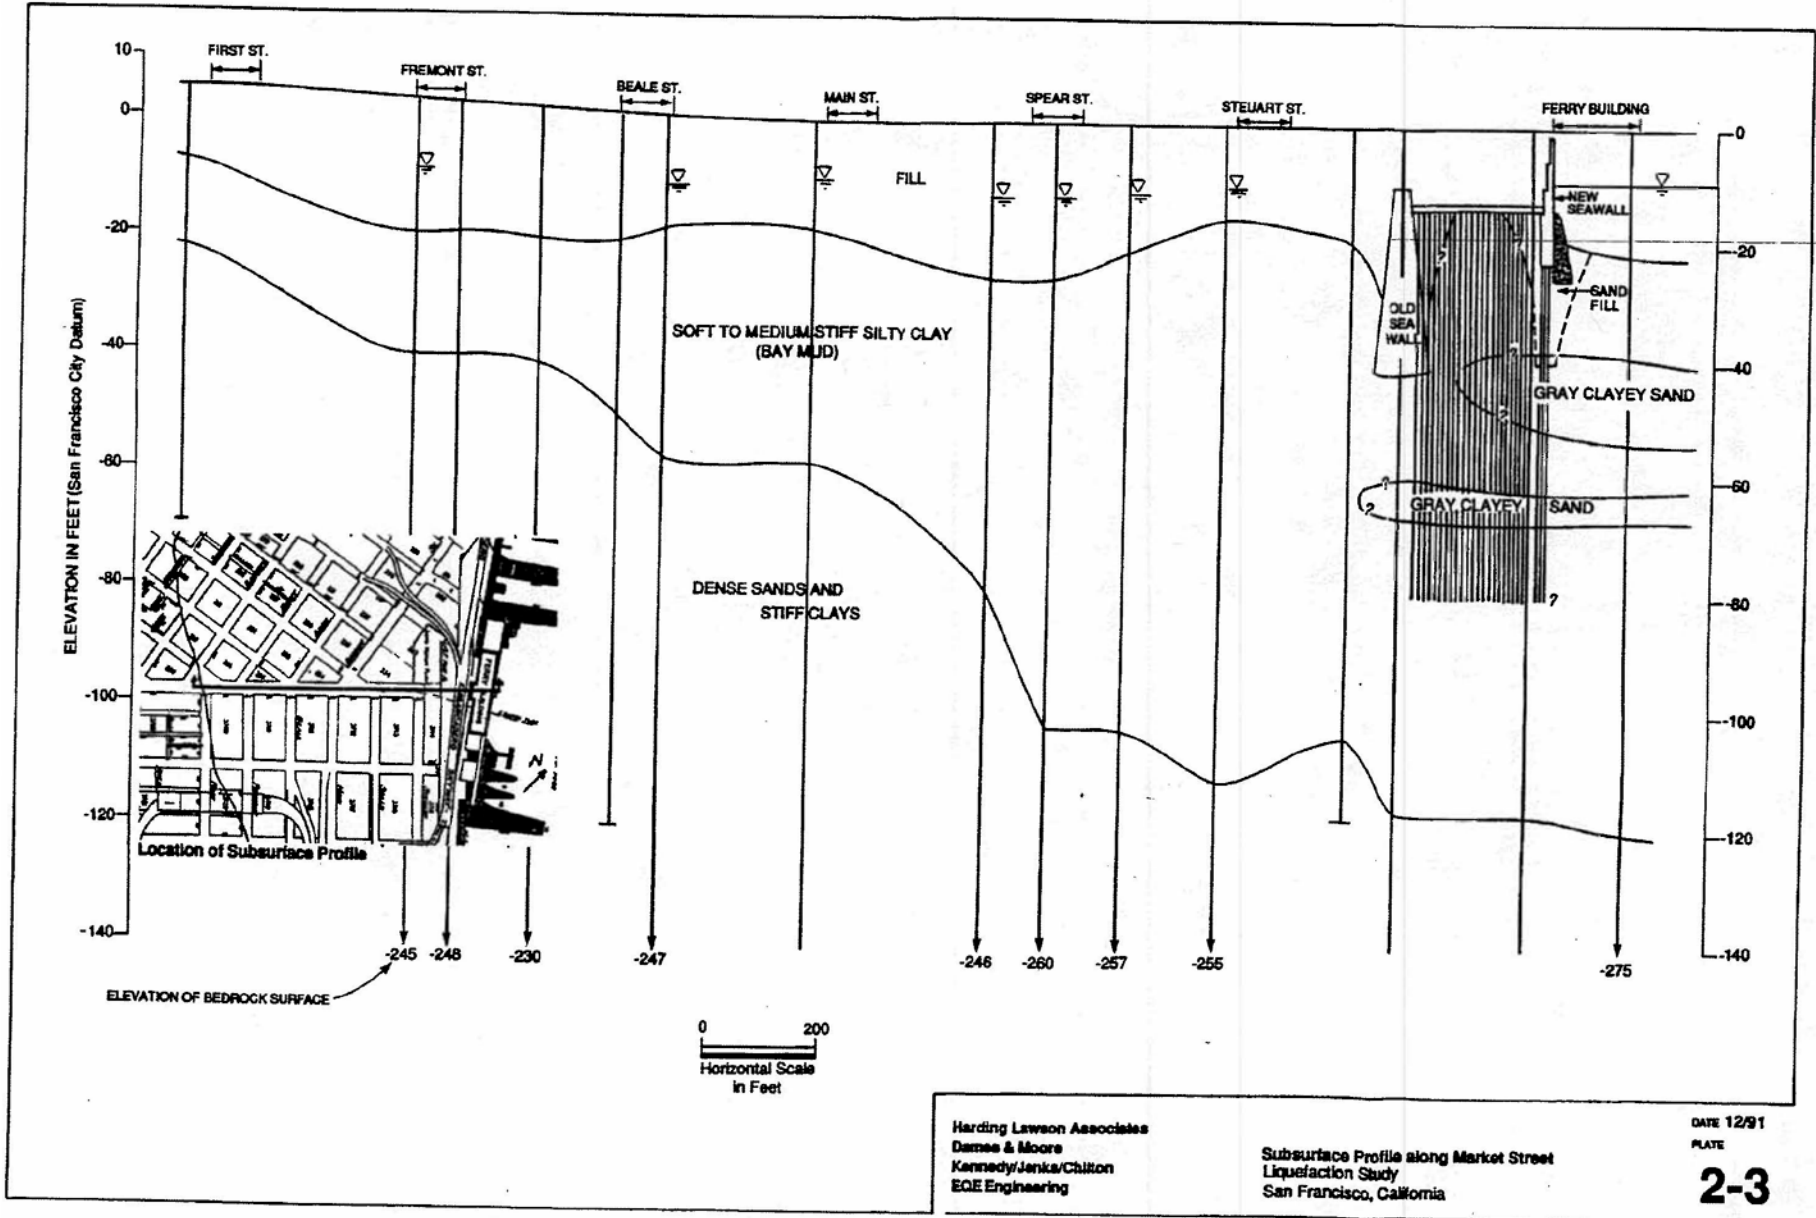 10
0
-20
-40
-60
-80
-100
-120
-140
ELEVATION IN FEET (San Francisco City Datum)
FIRST ST.
FREMONT ST.
BEALE ST.
MAIN ST.
SPEAR ST.
STEUART ST.
FERRY BUILDING
0
-20
-40
-60
-80
-100
-120
-140
FILL
NEW
SEAWALL
SAND
FILL
OLD
SEA
WALL
SOFT TO MEDIUM STIFF SILTY CLAY
(BAY MUD)
GRAY CLAYEY SAND
GRAY CLAYEY SAND
?
?
?
?
?
?
DENSE SANDS AND
STIFF CLAYS
N
Location of Subsurface Profile
-245
-248
-230
-247
-246
-260
-257
-255
-275
ELEVATION OF BEDROCK SURFACE
0
200
Horizontal Scale
in Feet
Harding Lawson Associates
Dames & Moore
Kennedy/Jenks/Chilton
EQE Engineering
Subsurface Profile along Market Street
Liquefaction Study
San Francisco, California
DATE 12/91
PLATE
2-3